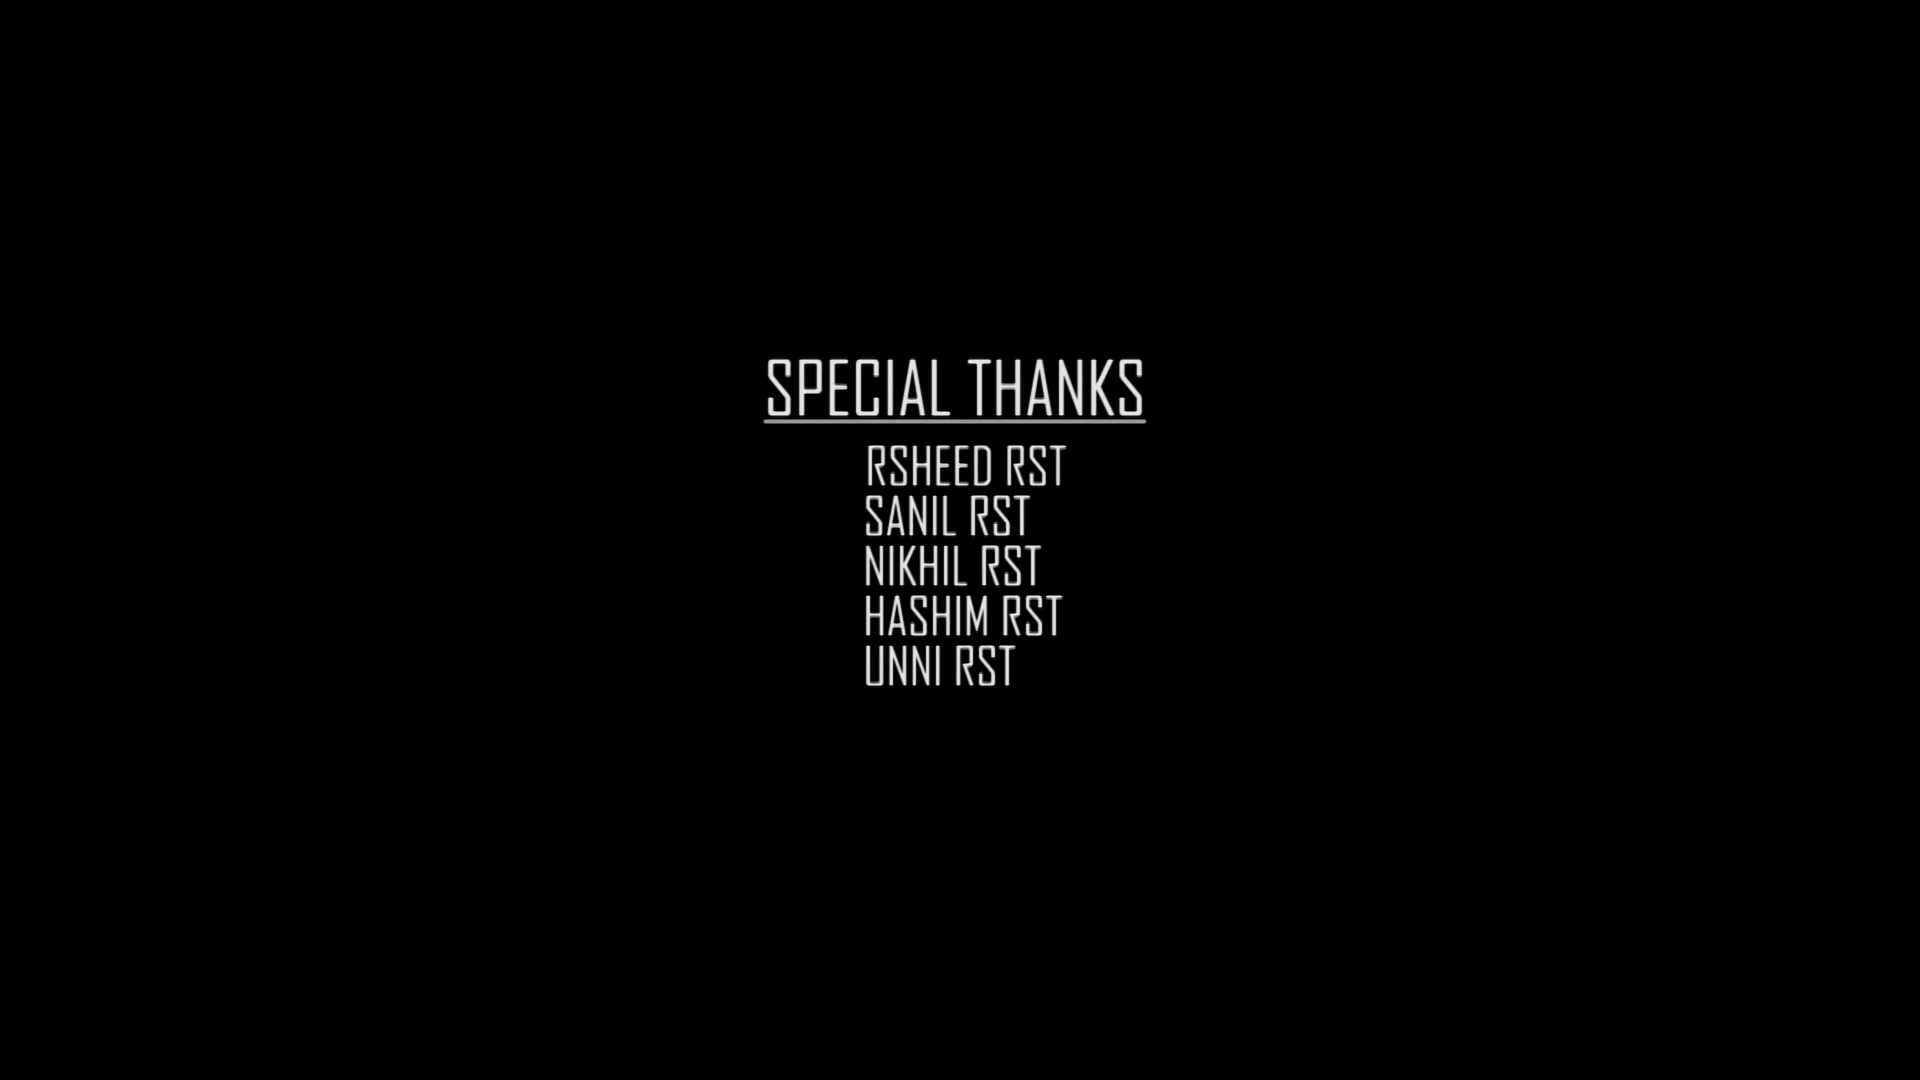 SPECIAL THANKS
RSHEED RST
SANIL RST
NIKHIL RST
HASHIM RST
UNNI RST